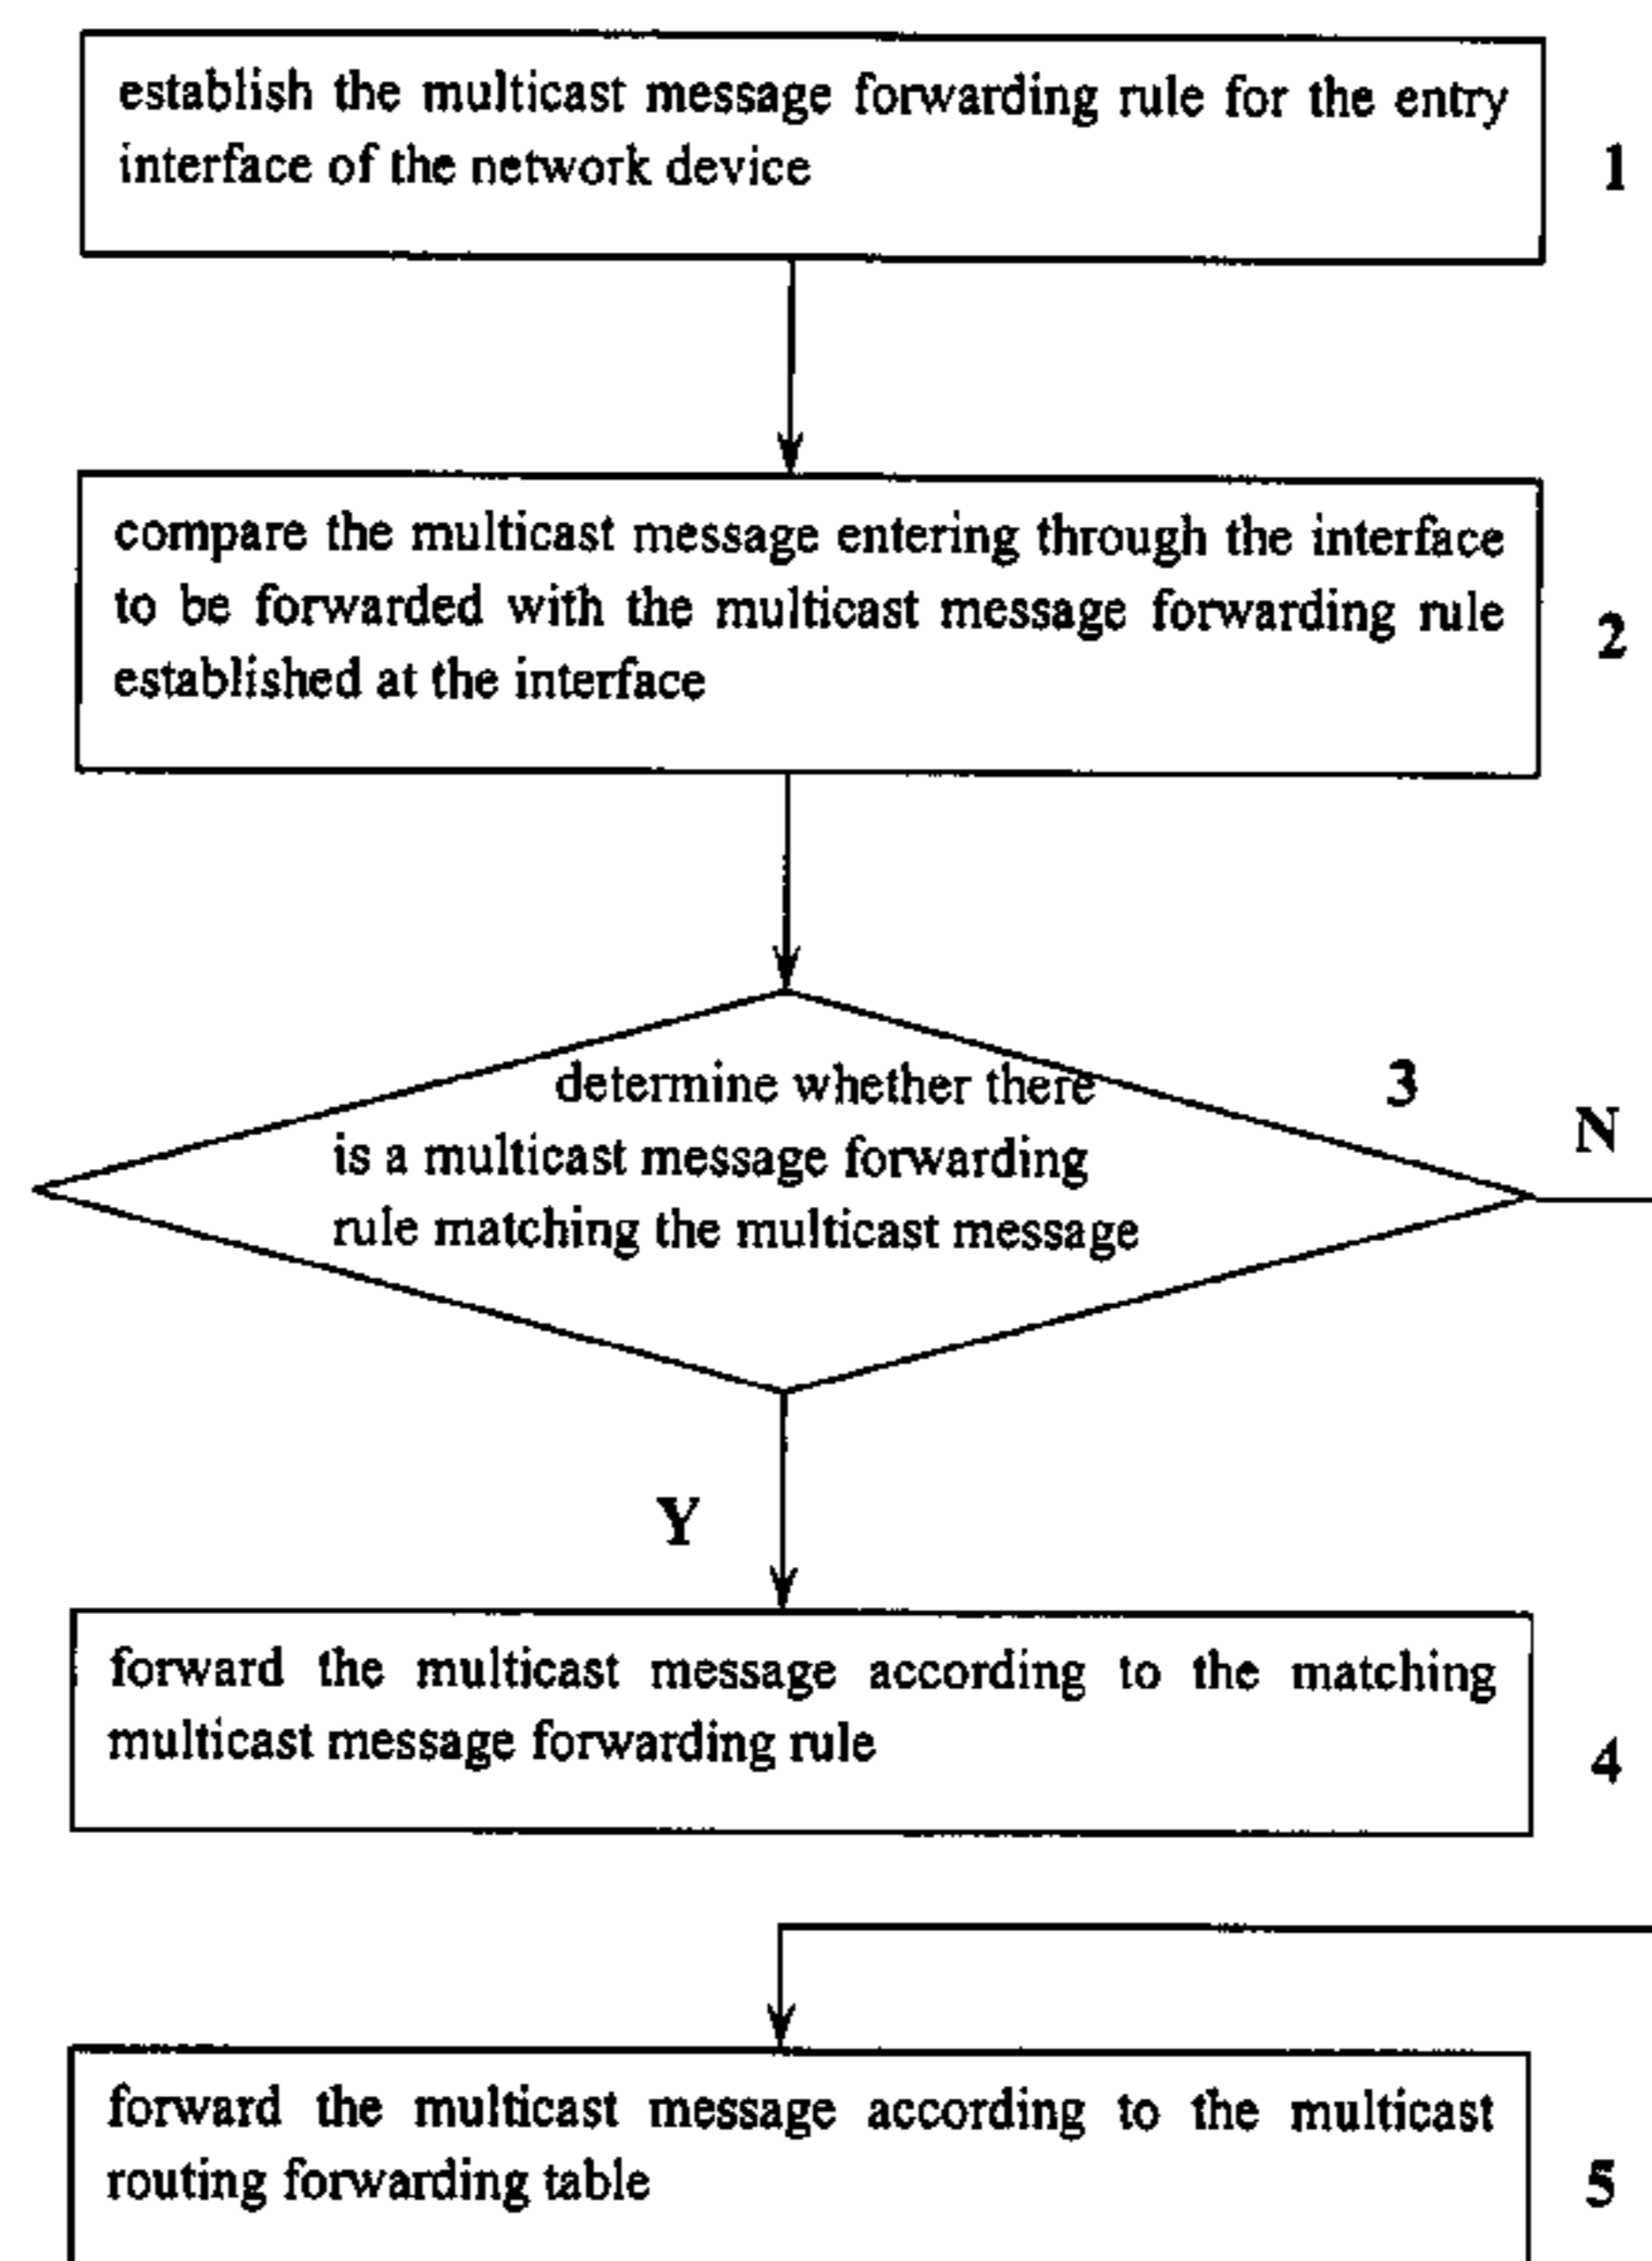 establish the multicast message forwarding rule for the entry
interface of the network device
1
compare the multicast message entering through the interface
to be forwarded with the multicast message forwarding rule
established at the interface
2
determine whether there
is a multicast message forwarding
rule matching the multicast message
3
N
Y
forward the multicast message according to the matching
multicast message forwarding rule
4
forward the multicast message according to the multicast
routing forwarding table
5